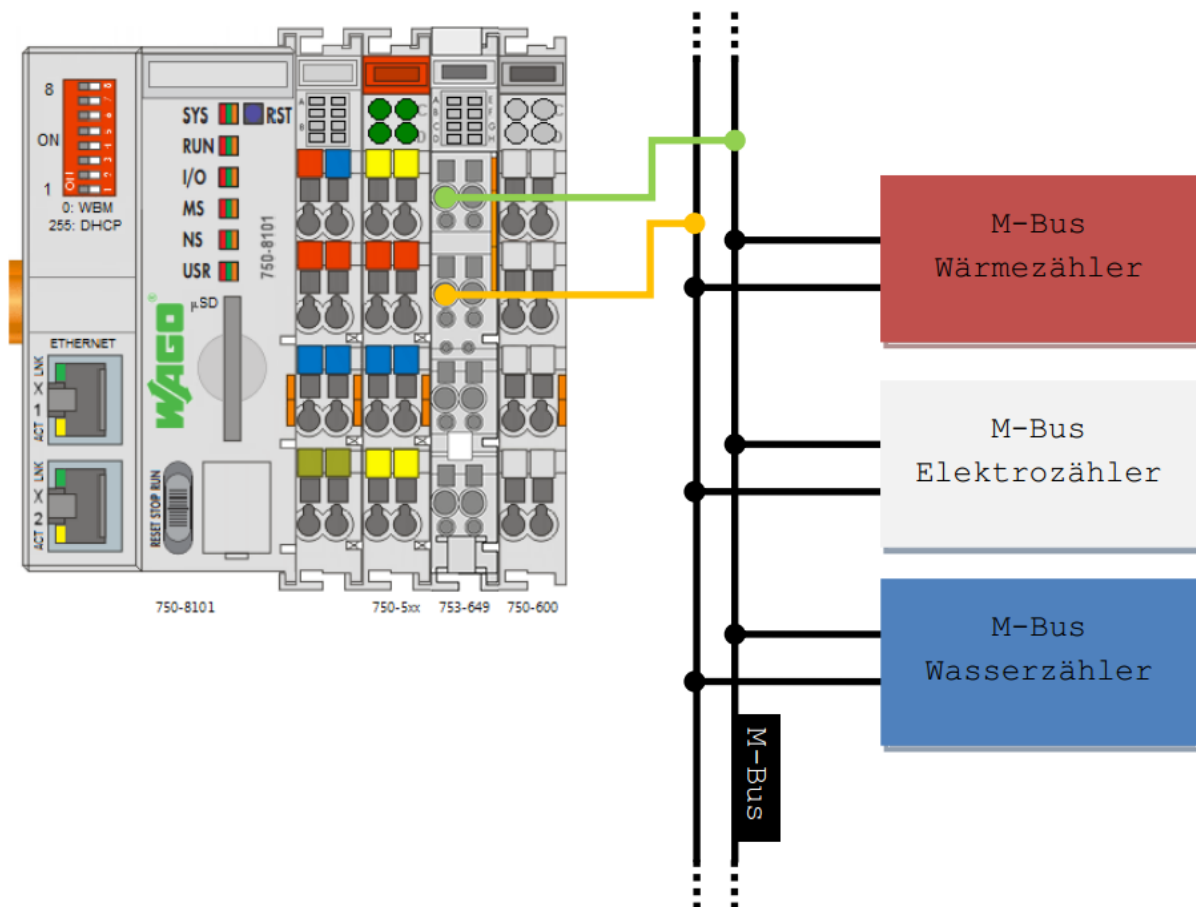 8
ON
1
0: WBM
255: DHCP
SYS
RST
RUN
I/O
MS
NS
USR
750-8101
µSD
WAGO
ETHERNET
LNK
X
1
ACT
LNK
X
2
ACT
RESET STOP RUN
A
B
C
D
A
B
C
D
E
F
G
H
C
D
750-8101
750-5xx
753-649
750-600
M-Bus
Wärmezähler
M-Bus
Elektrozähler
M-Bus
Wasserzähler
M-Bus